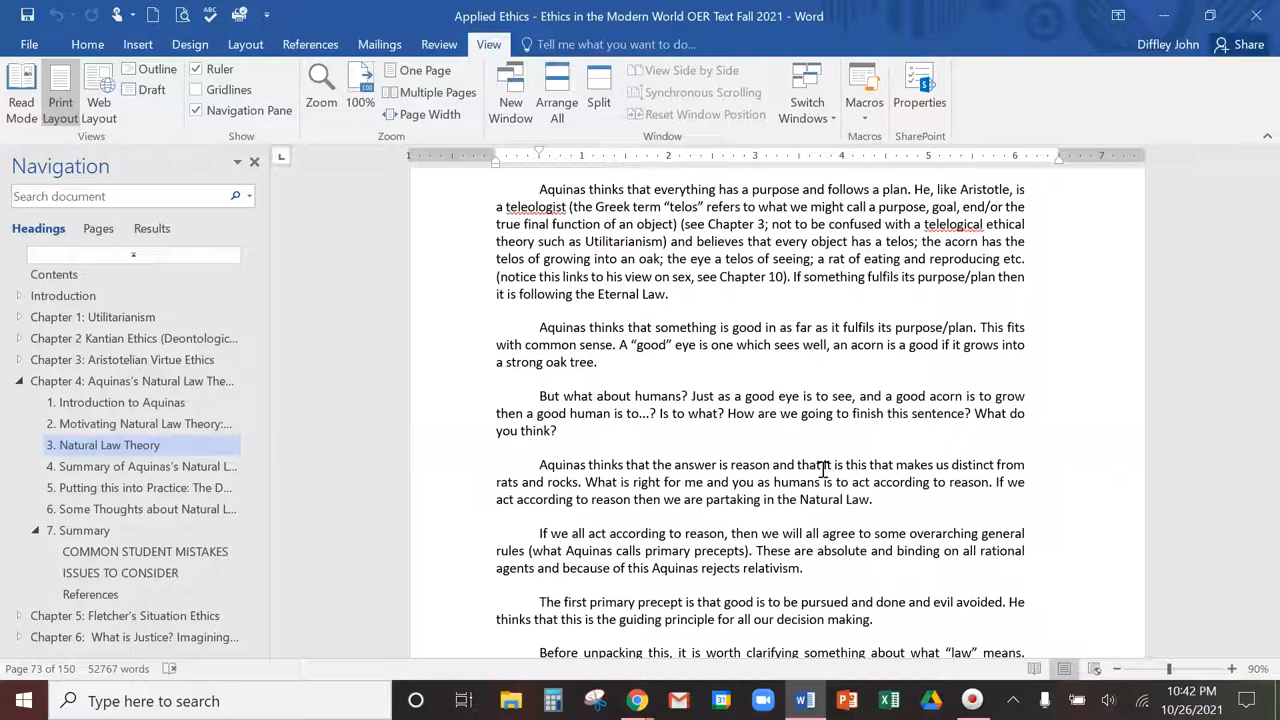 Applied Ethics - Ethics in the Modern World OER Text Fall 2021 - Word
File Home Insert Design Layout References Mailings Review View Tell me what you want to do... Diffley John Share
Read Mode
Print Layout
Web Layout
Outline
Draft
Views
Ruler
Gridlines
Navigation Pane
Show
Zoom
100%
One Page
Multiple Pages
Page Width
Zoom
New Window
Arrange All
Split
View Side by Side
Synchronous Scrolling
Reset Window Position
Window
Switch Windows
Macros
Macros
Properties
SharePoint
Navigation
Search document
Headings Pages Results
Contents
Introduction
Chapter 1: Utilitarianism
Chapter 2 Kantian Ethics (Deontologic...
Chapter 3: Aristotelian Virtue Ethics
Chapter 4: Aquinas's Natural Law The...
1. Introduction to Aquinas
2. Motivating Natural Law Theory:...
3. Natural Law Theory
4. Summary of Aquinas's Natural L...
5. Putting this into Practice: The D...
6. Some Thoughts about Natural L...
7. Summary
COMMON STUDENT MISTAKES
ISSUES TO CONSIDER
References
Chapter 5: Fletcher's Situation Ethics
Chapter 6: What is Justice? Imagining...
1 1 2 3 4 5 6 7
Aquinas thinks that everything has a purpose and follows a plan. He, like Aristotle, is
a teleologist (the Greek term “telos” refers to what we might call a purpose, goal, end/or the
true final function of an object) (see Chapter 3; not to be confused with a telelogical ethical
theory such as Utilitarianism) and believes that every object has a telos; the acorn has the
telos of growing into an oak; the eye a telos of seeing; a rat of eating and reproducing etc.
(notice this links to his view on sex, see Chapter 10). If something fulfils its purpose/plan then
it is following the Eternal Law.
Aquinas thinks that something is good in as far as it fulfils its purpose/plan. This fits
with common sense. A “good” eye is one which sees well, an acorn is a good if it grows into
a strong oak tree.
But what about humans? Just as a good eye is to see, and a good acorn is to grow
then a good human is to...? Is to what? How are we going to finish this sentence? What do
you think?
Aquinas thinks that the answer is reason and that it is this that makes us distinct from
rats and rocks. What is right for me and you as humans is to act according to reason. If we
act according to reason then we are partaking in the Natural Law.
If we all act according to reason, then we will all agree to some overarching general
rules (what Aquinas calls primary precepts). These are absolute and binding on all rational
agents and because of this Aquinas rejects relativism.
The first primary precept is that good is to be pursued and done and evil avoided. He
thinks that this is the guiding principle for all our decision making.
Before unpacking this, it is worth clarifying something about what “law” means.
Page 73 of 150 52767 words 90%
Type here to search
10:42 PM
10/26/2021